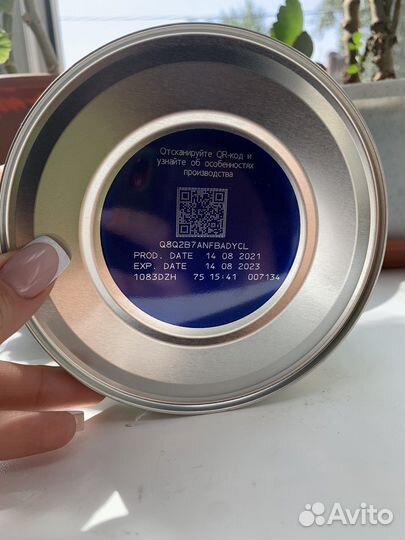 Отсканируйте QR-код и
узнайте об особенностях
производства
Q8Q2B7ANFBADYCL
PROD. DATE 14 08 2021
EXP. DATE 14 08 2023
1083DZH 75 15:41 007134
Avito